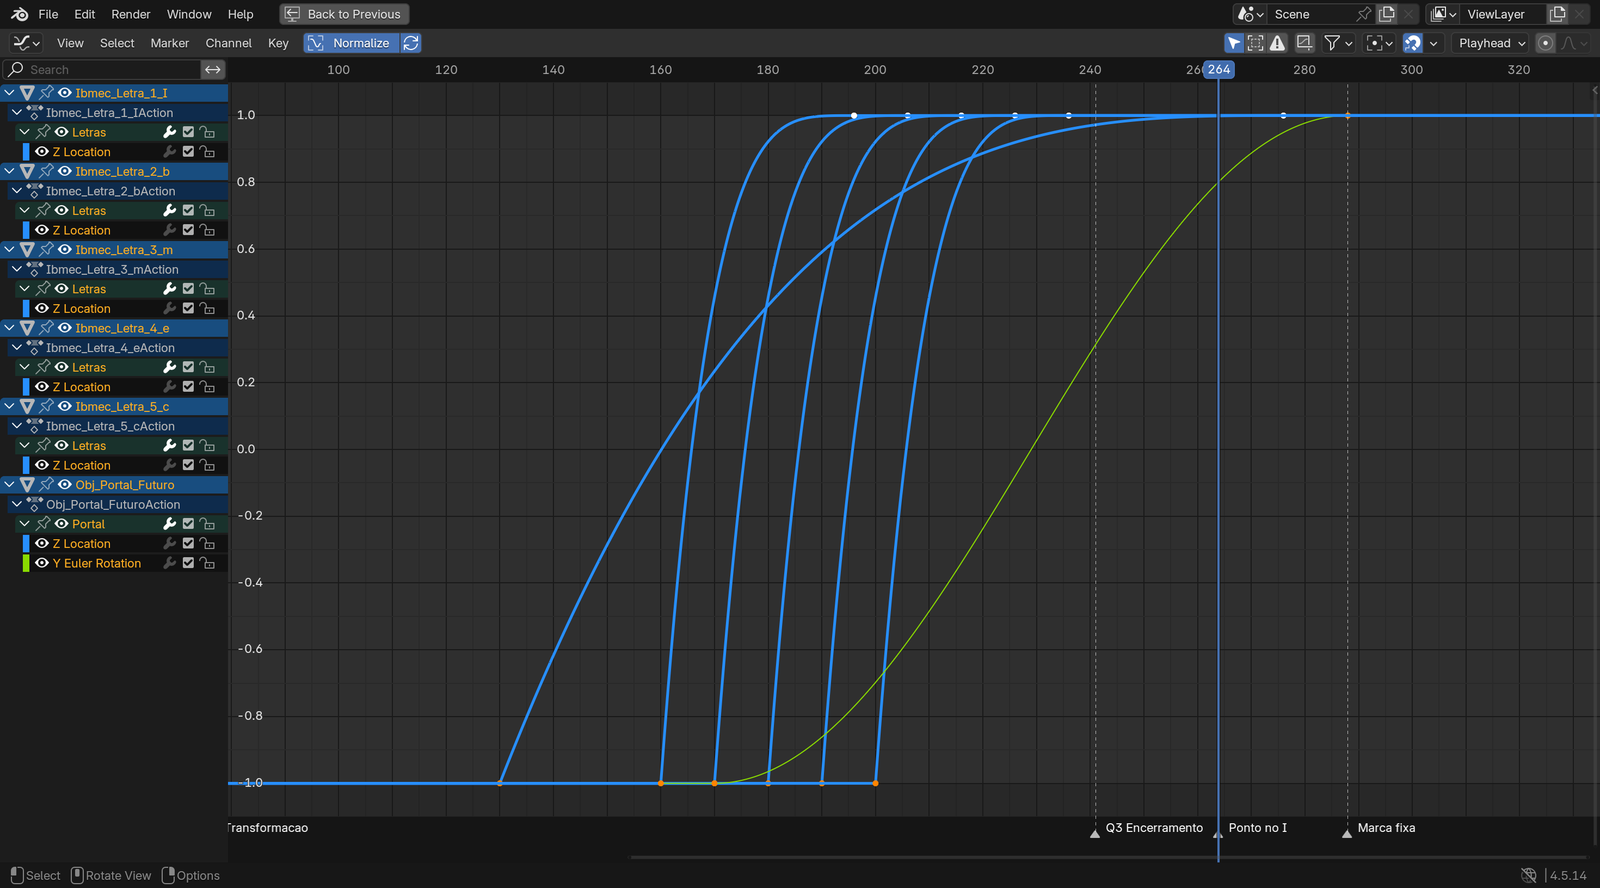 File Edit Render Window Help Back to Previous Scene ViewLayer
View Select Marker Channel Key Normalize Playhead
Search 100 120 140 160 180 200 220 240 264 280 300 320
Ibmec_Letra_1_I
Ibmec_Letra_1_IAction
Letras
Z Location
Ibmec_Letra_2_b
Ibmec_Letra_2_bAction
Letras
Z Location
Ibmec_Letra_3_m
Ibmec_Letra_3_mAction
Letras
Z Location
Ibmec_Letra_4_e
Ibmec_Letra_4_eAction
Letras
Z Location
Ibmec_Letra_5_c
Ibmec_Letra_5_cAction
Letras
Z Location
Obj_Portal_Futuro
Obj_Portal_FuturoAction
Portal
Z Location
Y Euler Rotation
1.0
0.8
0.6
0.4
0.2
0.0
-0.2
-0.4
-0.6
-0.8
-1.0
Transformacao Q3 Encerramento Ponto no I Marca fixa
Select Rotate View Options 4.5.14